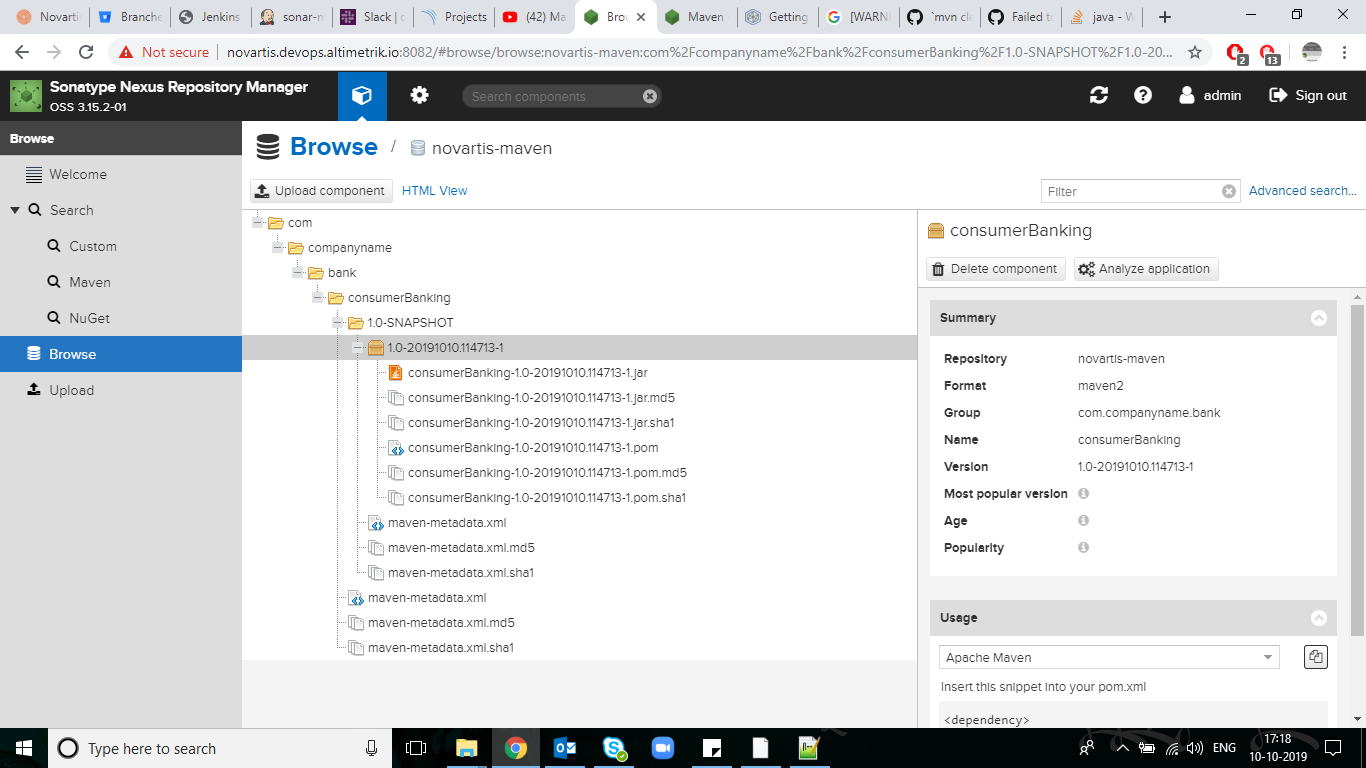 Novarti
Branche
Jenkins
sonar-m
Slack | c
Projects
(42) Ma
Brow
Maven
Getting
[WARN
`mvn cle
Failed to
java - W
Not secure
novartis.devops.altimetrik.io:8082/#browse/browse:novartis-maven:com%2Fcompanyname%2Fbank%2FconsumerBanking%2F1.0-SNAPSHOT%2F1.0-20...
2
13
Sonatype Nexus Repository Manager
OSS 3.15.2-01
Search components
admin
Sign out
Browse
Welcome
Search
Custom
Maven
NuGet
Browse
Upload
Browse / novartis-maven
Upload component
HTML View
Filter
Advanced search...
com
companyname
bank
consumerBanking
1.0-SNAPSHOT
1.0-20191010.114713-1
consumerBanking-1.0-20191010.114713-1.jar
consumerBanking-1.0-20191010.114713-1.jar.md5
consumerBanking-1.0-20191010.114713-1.jar.sha1
consumerBanking-1.0-20191010.114713-1.pom
consumerBanking-1.0-20191010.114713-1.pom.md5
consumerBanking-1.0-20191010.114713-1.pom.sha1
maven-metadata.xml
maven-metadata.xml.md5
maven-metadata.xml.sha1
maven-metadata.xml
maven-metadata.xml.md5
maven-metadata.xml.sha1
consumerBanking
Delete component
Analyze application
Summary
Repository novartis-maven
Format maven2
Group com.companyname.bank
Name consumerBanking
Version 1.0-20191010.114713-1
Most popular version
Age
Popularity
Usage
Apache Maven
Insert this snippet into your pom.xml
<dependency>
Type here to search
ENG
17:18
10-10-2019